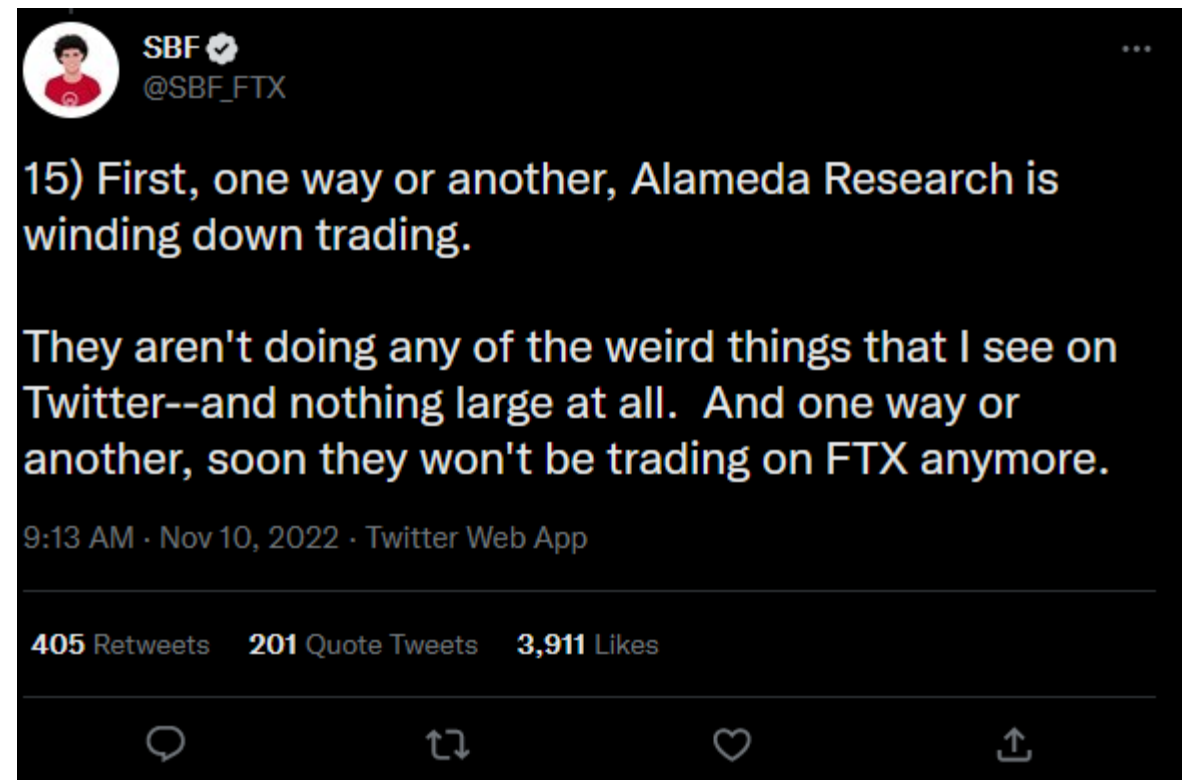 SBF
@SBF_FTX
15) First, one way or another, Alameda Research is
winding down trading.
They aren't doing any of the weird things that I see on
Twitter--and nothing large at all.  And one way or
another, soon they won't be trading on FTX anymore.
9:13 AM · Nov 10, 2022 · Twitter Web App
405 Retweets 201 Quote Tweets 3,911 Likes